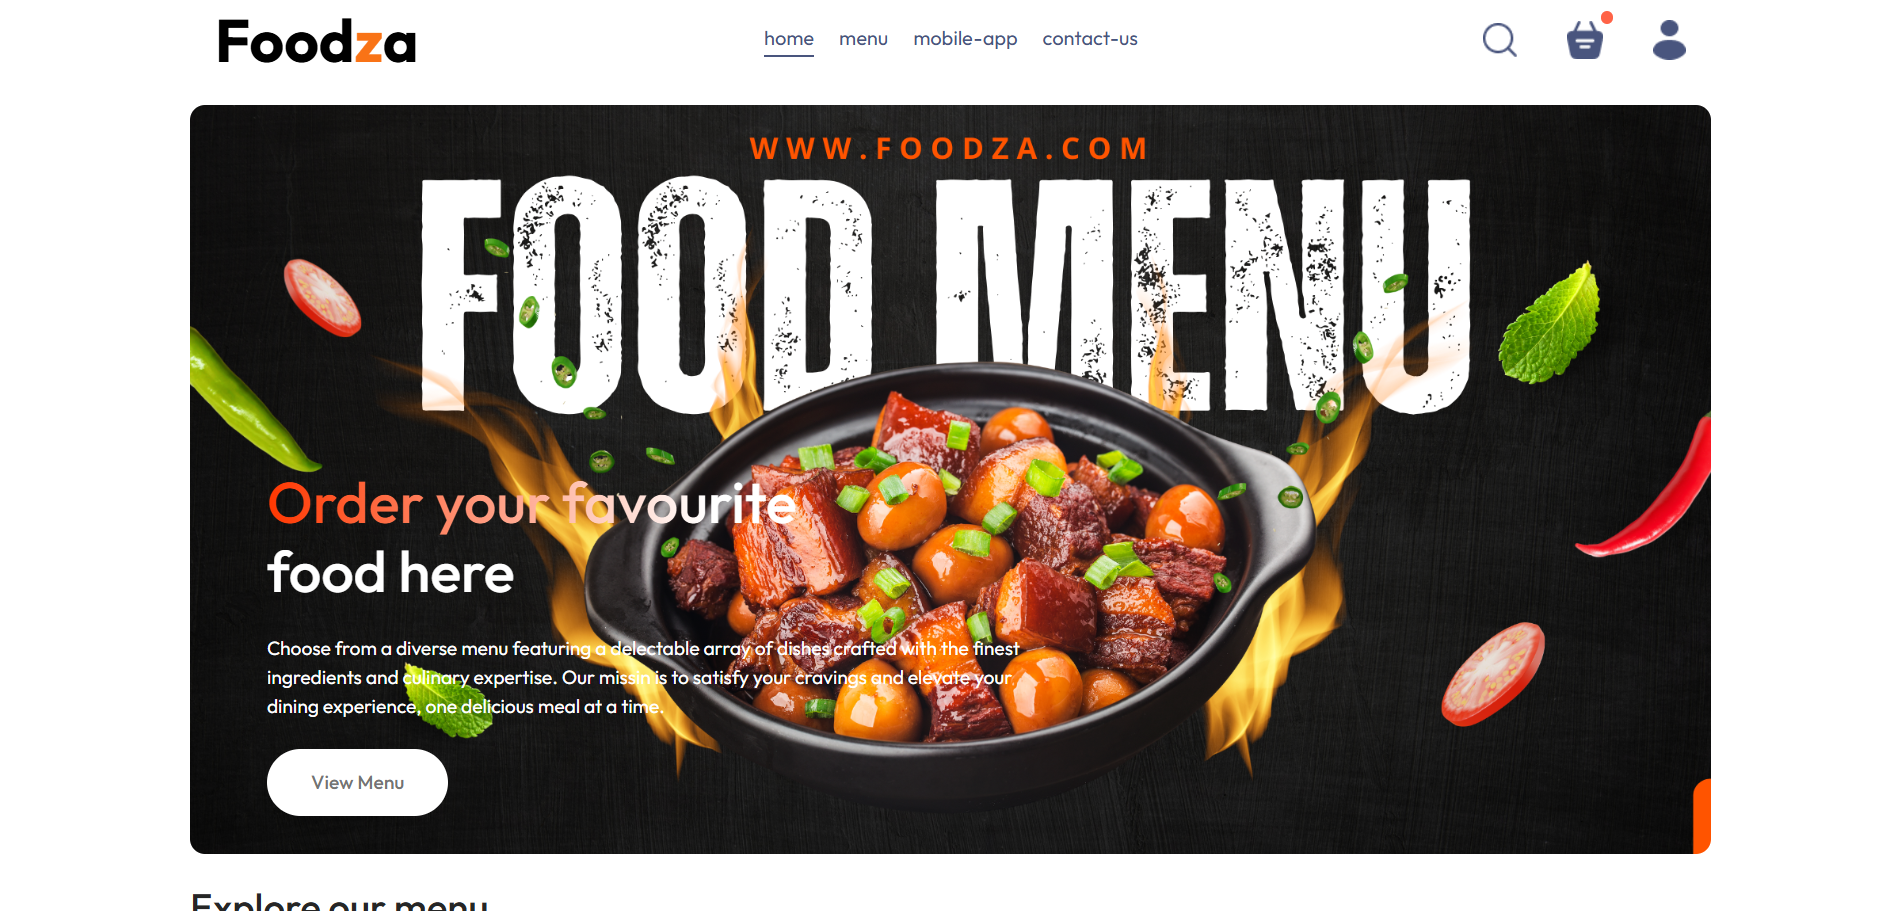 Foodza
home menu mobile-app contact-us
WWW.FOODZA.COM
FOOD MENU
Order your favourite
food here
Choose from a diverse menu featuring a delectable array of dishes crafted with the finest
ingredients and culinary expertise. Our missin is to satisfy your cravings and elevate your
dining experience, one delicious meal at a time.
View Menu
Explore our menu